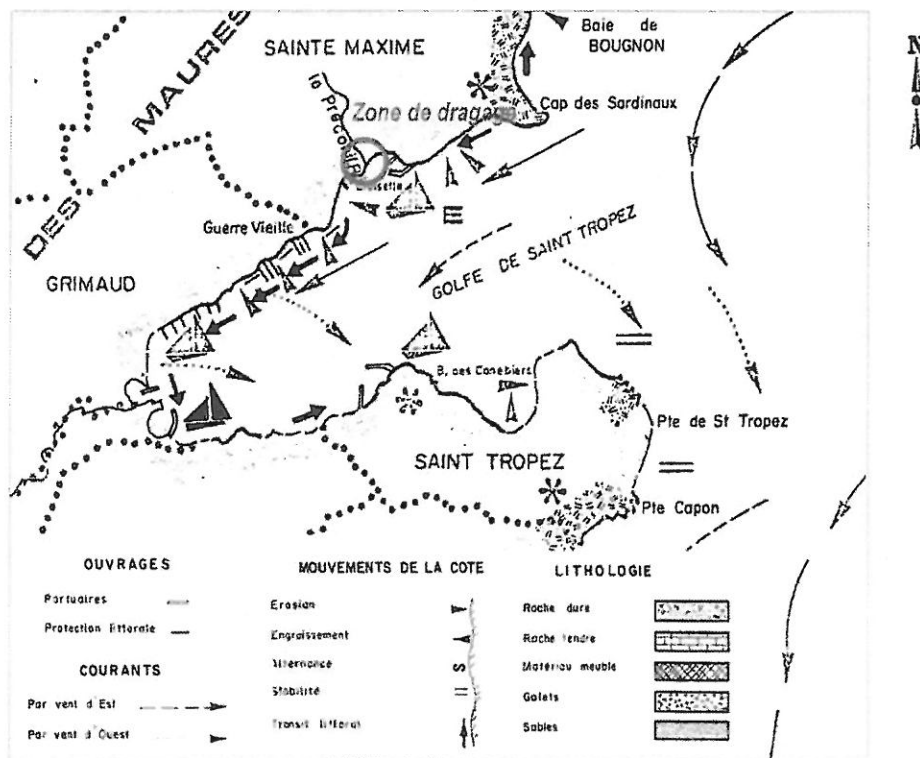 N
Baie de
BOUGNON
SAINTE MAXIME
MAURES
DES
la Préconil
Zone de dragage
Cap des Sardinaux
Guerre Vieille
GOLFE DE SAINT TROPEZ
GRIMAUD
B. des Canebiers
Pte de St Tropez
SAINT TROPEZ
Pte Capon
OUVRAGES
Portuaires
Protection littorale
COURANTS
Par vent d'Est
Par vent d'Ouest
MOUVEMENTS DE LA COTE
Erosion
Engraissement
Alternance
S
Stabilité
Transit littoral
LITHOLOGIE
Roche dure
Roche tendre
Matériau meuble
Galets
Sables